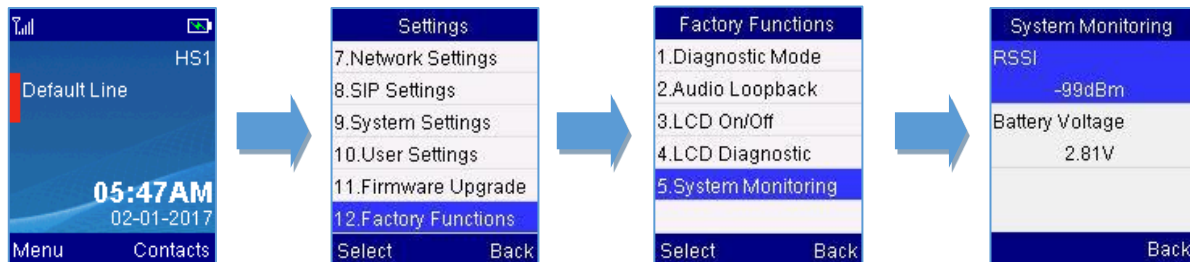 HS1
Default Line
05:47AM
02-01-2017
Menu Contacts
Settings
7.Network Settings
8.SIP Settings
9.System Settings
10.User Settings
11.Firmware Upgrade
12.Factory Functions
Select Back
Factory Functions
1.Diagnostic Mode
2.Audio Loopback
3.LCD On/Off
4.LCD Diagnostic
5.System Monitoring
Select Back
System Monitoring
RSSI
-99dBm
Battery Voltage
2.81V
Back